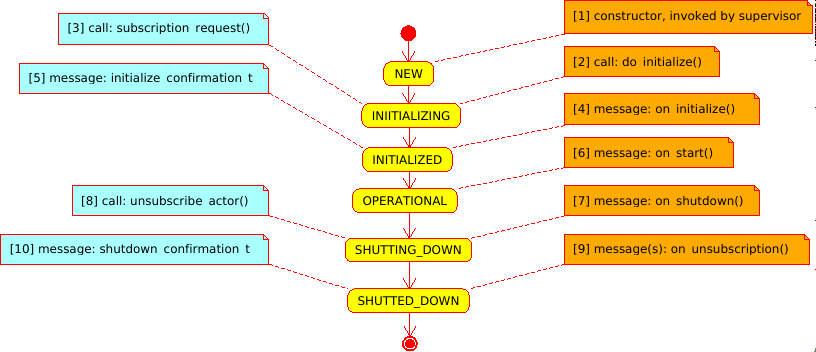 [1] constructor, invoked by supervisor
[3] call: subscription request()
[2] call: do initialize()
NEW
[5] message: initialize confirmation t
[4] message: on initialize()
INIITIALIZING
[6] message: on start()
INITIALIZED
[8] call: unsubscribe actor()
[7] message: on shutdown()
OPERATIONAL
[10] message: shutdown confirmation t
[9] message(s): on unsubscription()
SHUTTING_DOWN
SHUTTED_DOWN